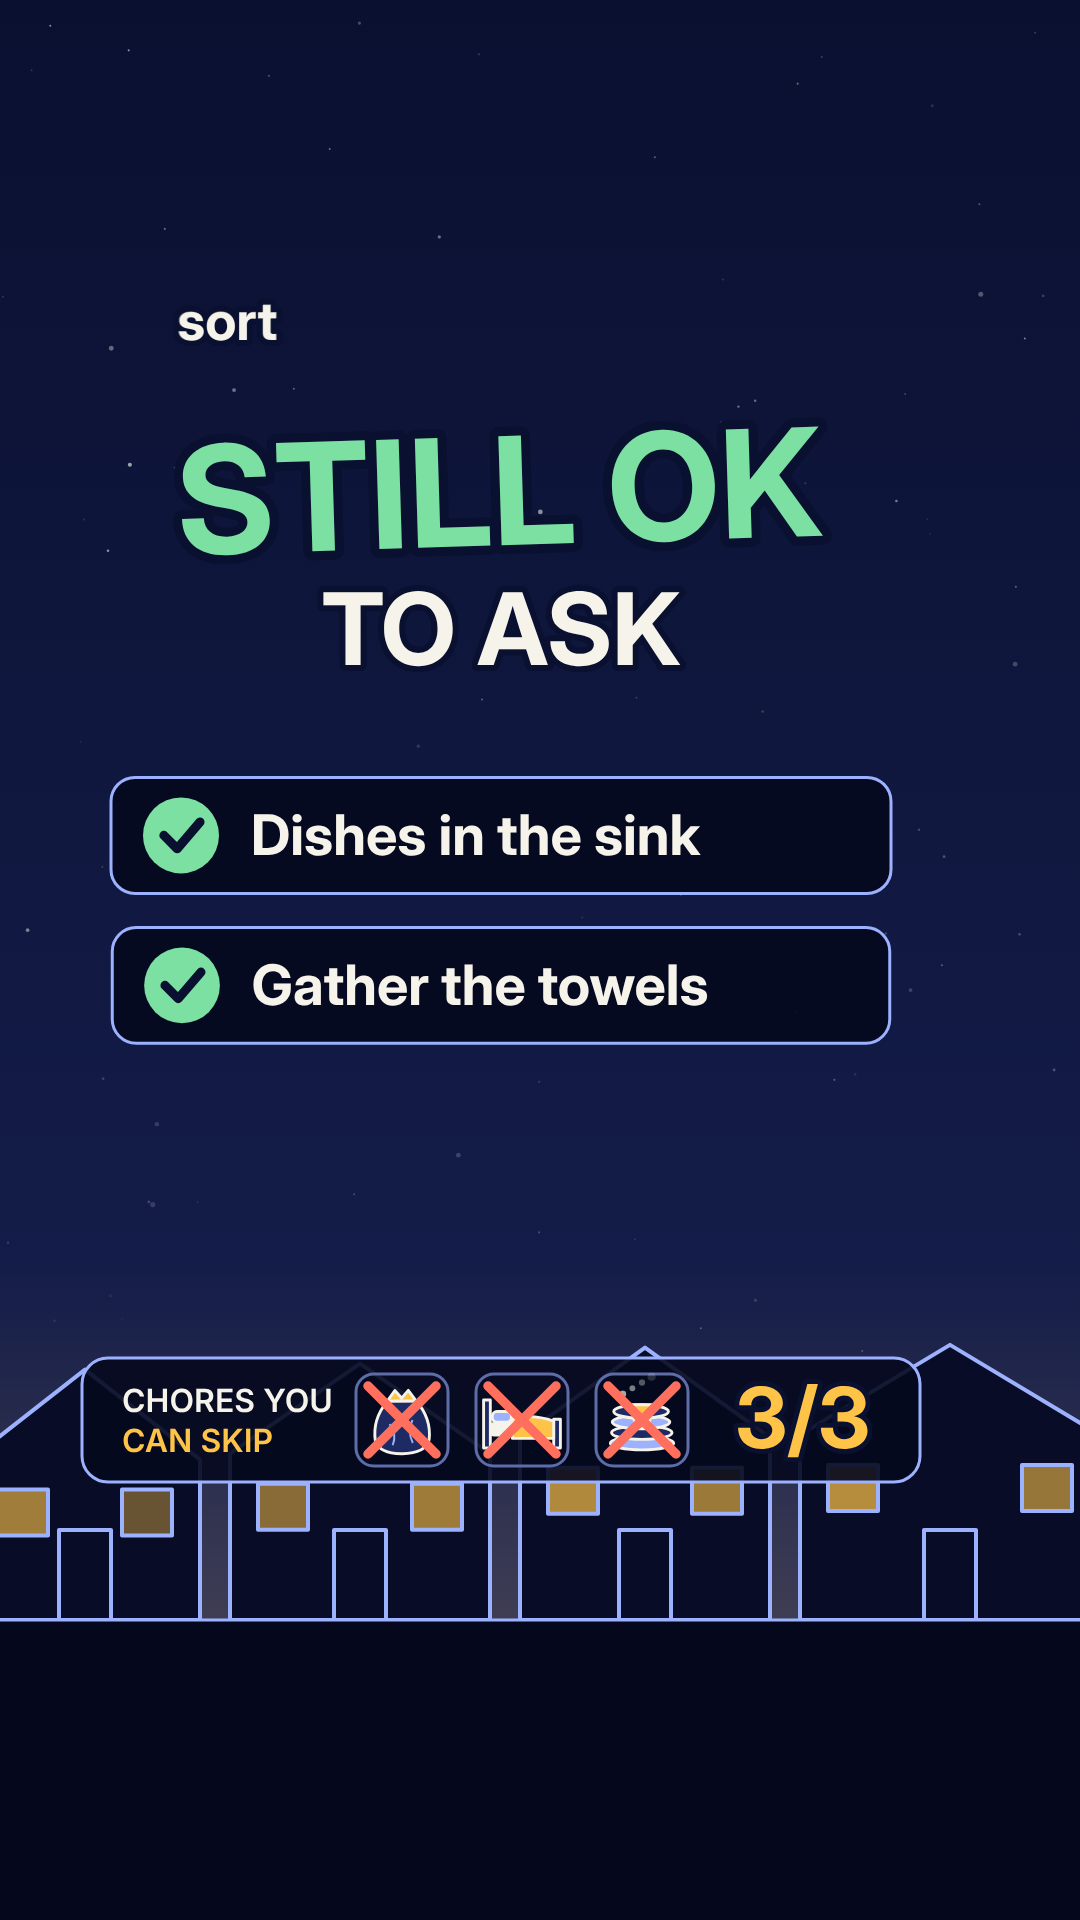 sort
STILL OK
TO ASK
Dishes in the sink
Gather the towels
CHORES YOU
CAN SKIP
3/3